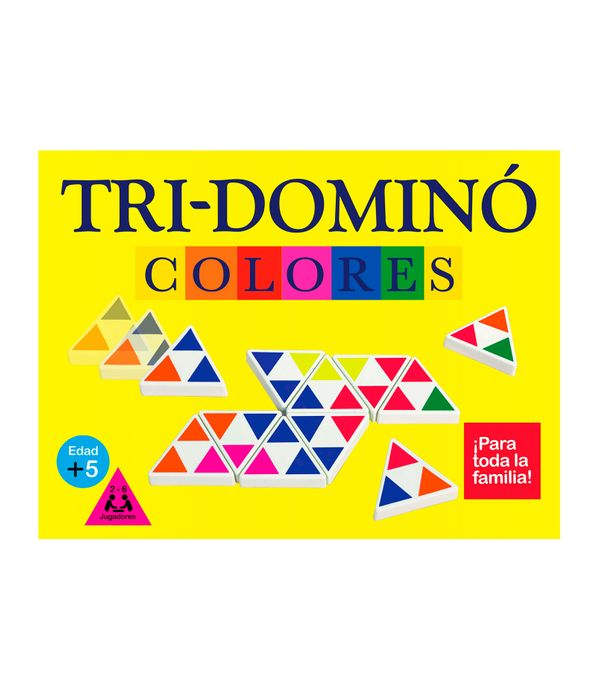 TRI-DOMINÓ
COLORES
Edad
+5
2 - 6
Jugadores
¡Para
toda la
familia!